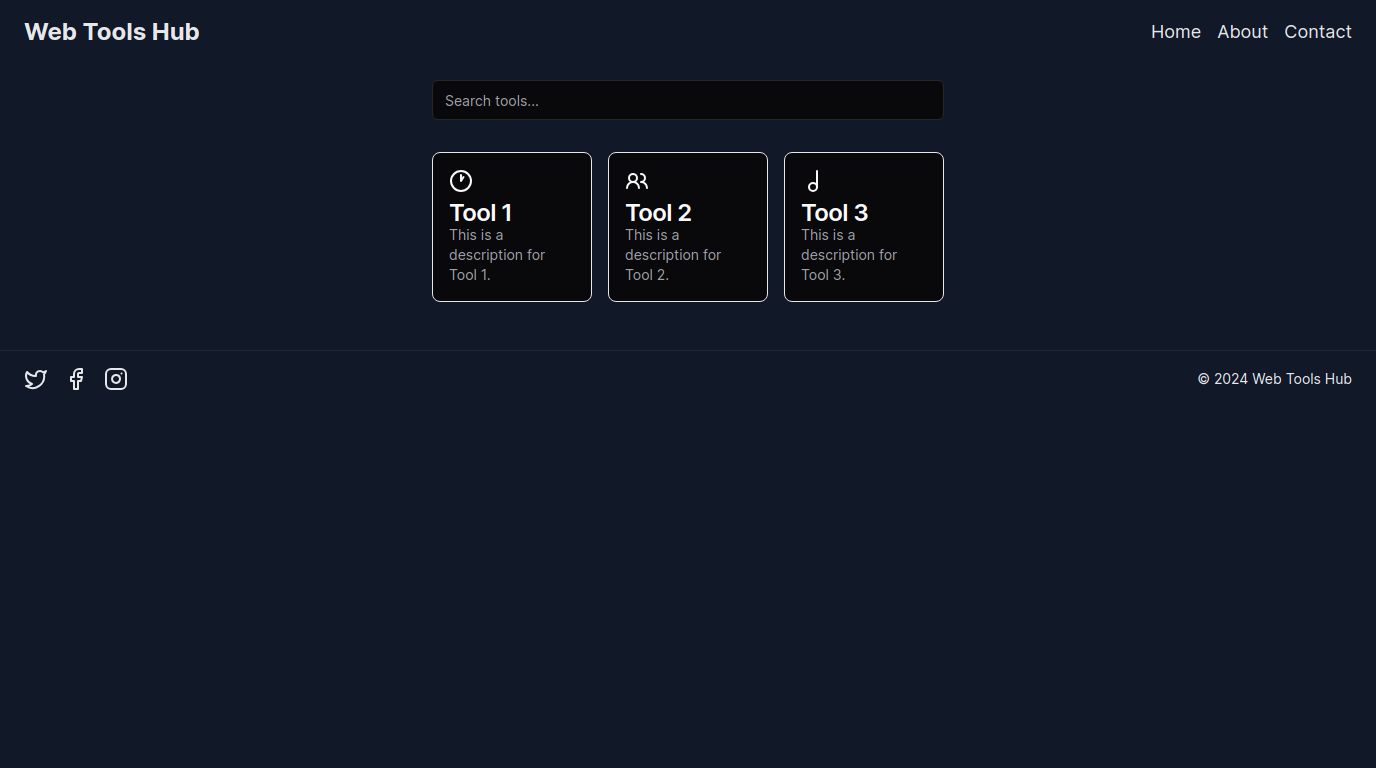 Web Tools Hub
Home About Contact
Search tools...
Tool 1
This is a
description for
Tool 1.
Tool 2
This is a
description for
Tool 2.
Tool 3
This is a
description for
Tool 3.
© 2024 Web Tools Hub